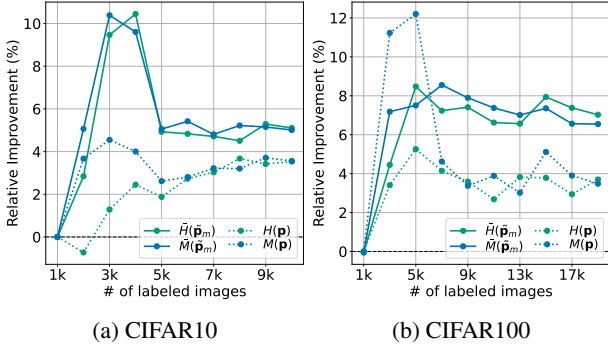 Relative Improvement (%)
10
8
6
4
2
0
1k 3k 5k 7k 9k
# of labeled images
H̄(p̃ₘ) H(p)
M̄(p̃ₘ) M(p)
(a) CIFAR10
Relative Improvement (%)
12
10
8
6
4
2
0
1k 5k 9k 13k 17k
# of labeled images
H̄(p̃ₘ) H(p)
M̄(p̃ₘ) M(p)
(b) CIFAR100